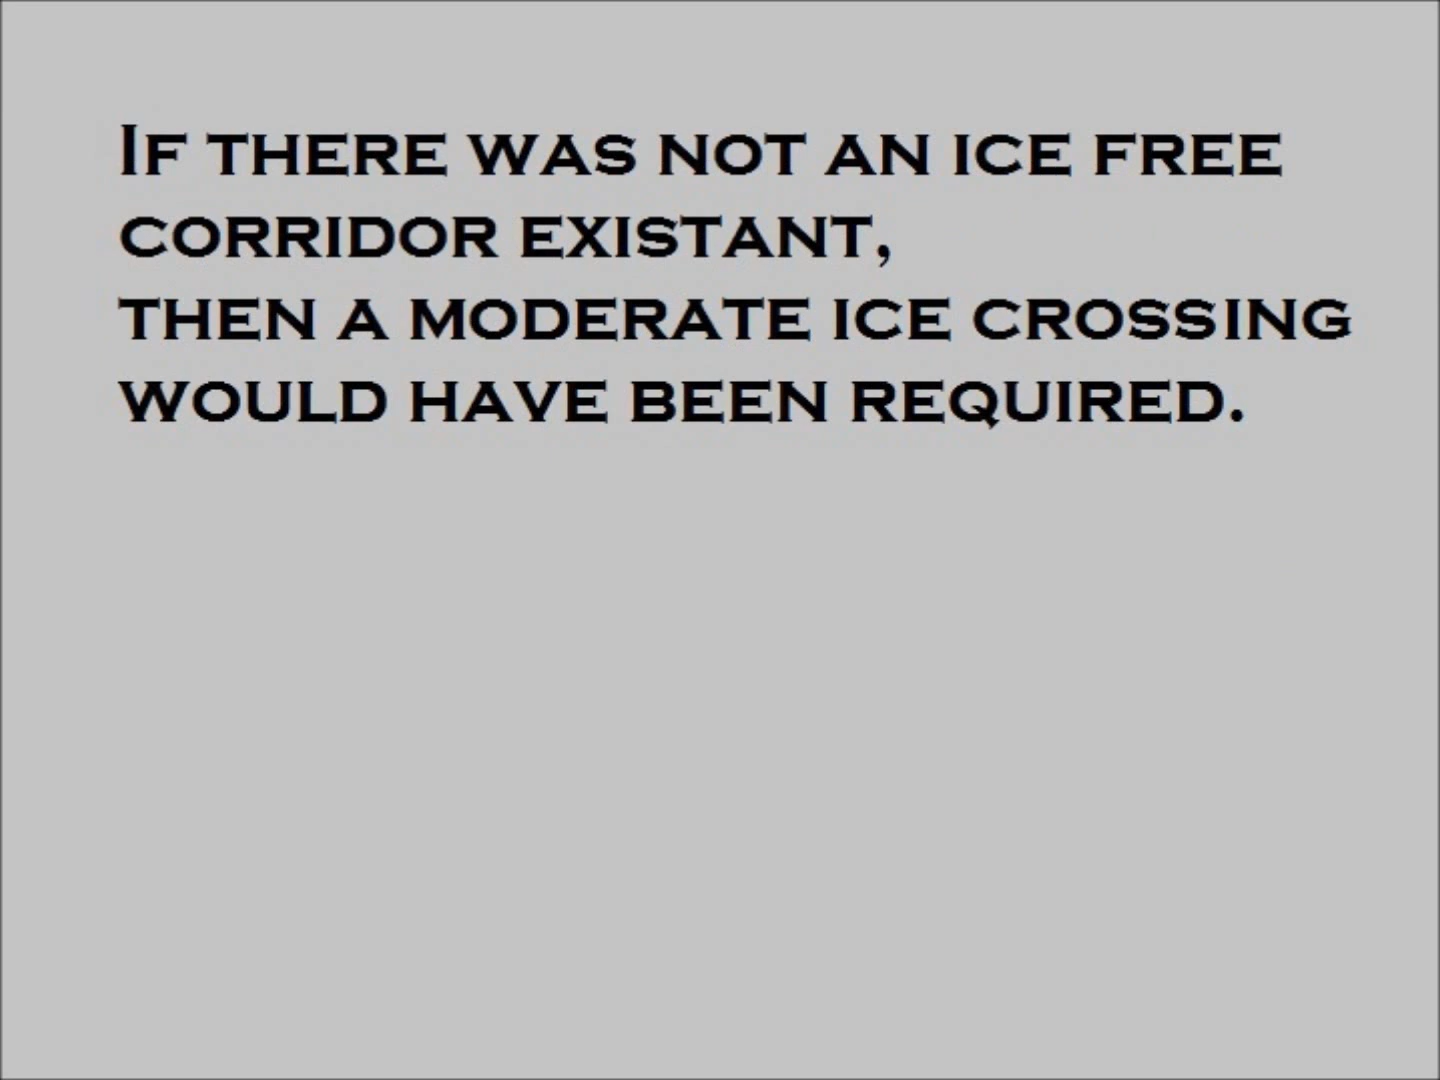 If there was not an ice free
corridor existant,
then a moderate ice crossing
would have been required.